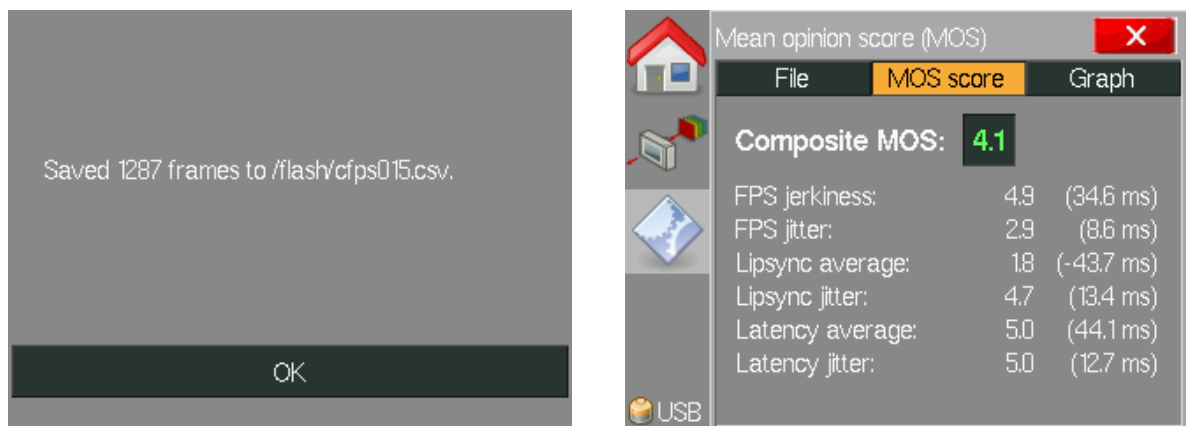 Saved 1287 frames to /flash/cfps015.csv.
OK
Mean opinion score (MOS)
X
File MOS score Graph
Composite MOS: 4.1
FPS jerkiness: 4.9 (34.6 ms)
FPS jitter: 2.9 (8.6 ms)
Lipsync average: 1.8 (-43.7 ms)
Lipsync jitter: 4.7 (13.4 ms)
Latency average: 5.0 (44.1 ms)
Latency jitter: 5.0 (12.7 ms)
USB